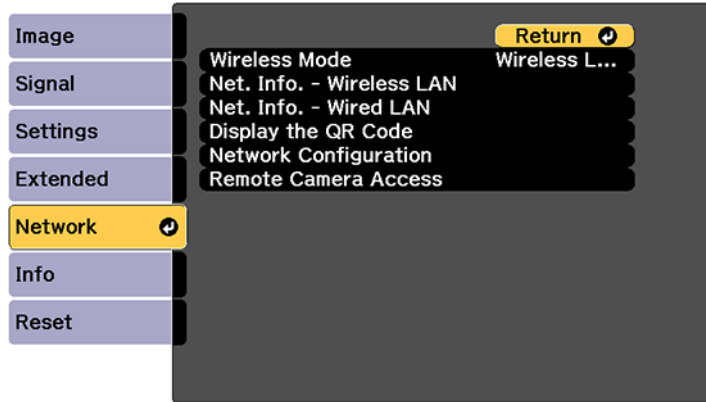 Image
Signal
Settings
Extended
Network
Info
Reset
Return
Wireless Mode Wireless L...
Net. Info. - Wireless LAN
Net. Info. - Wired LAN
Display the QR Code
Network Configuration
Remote Camera Access